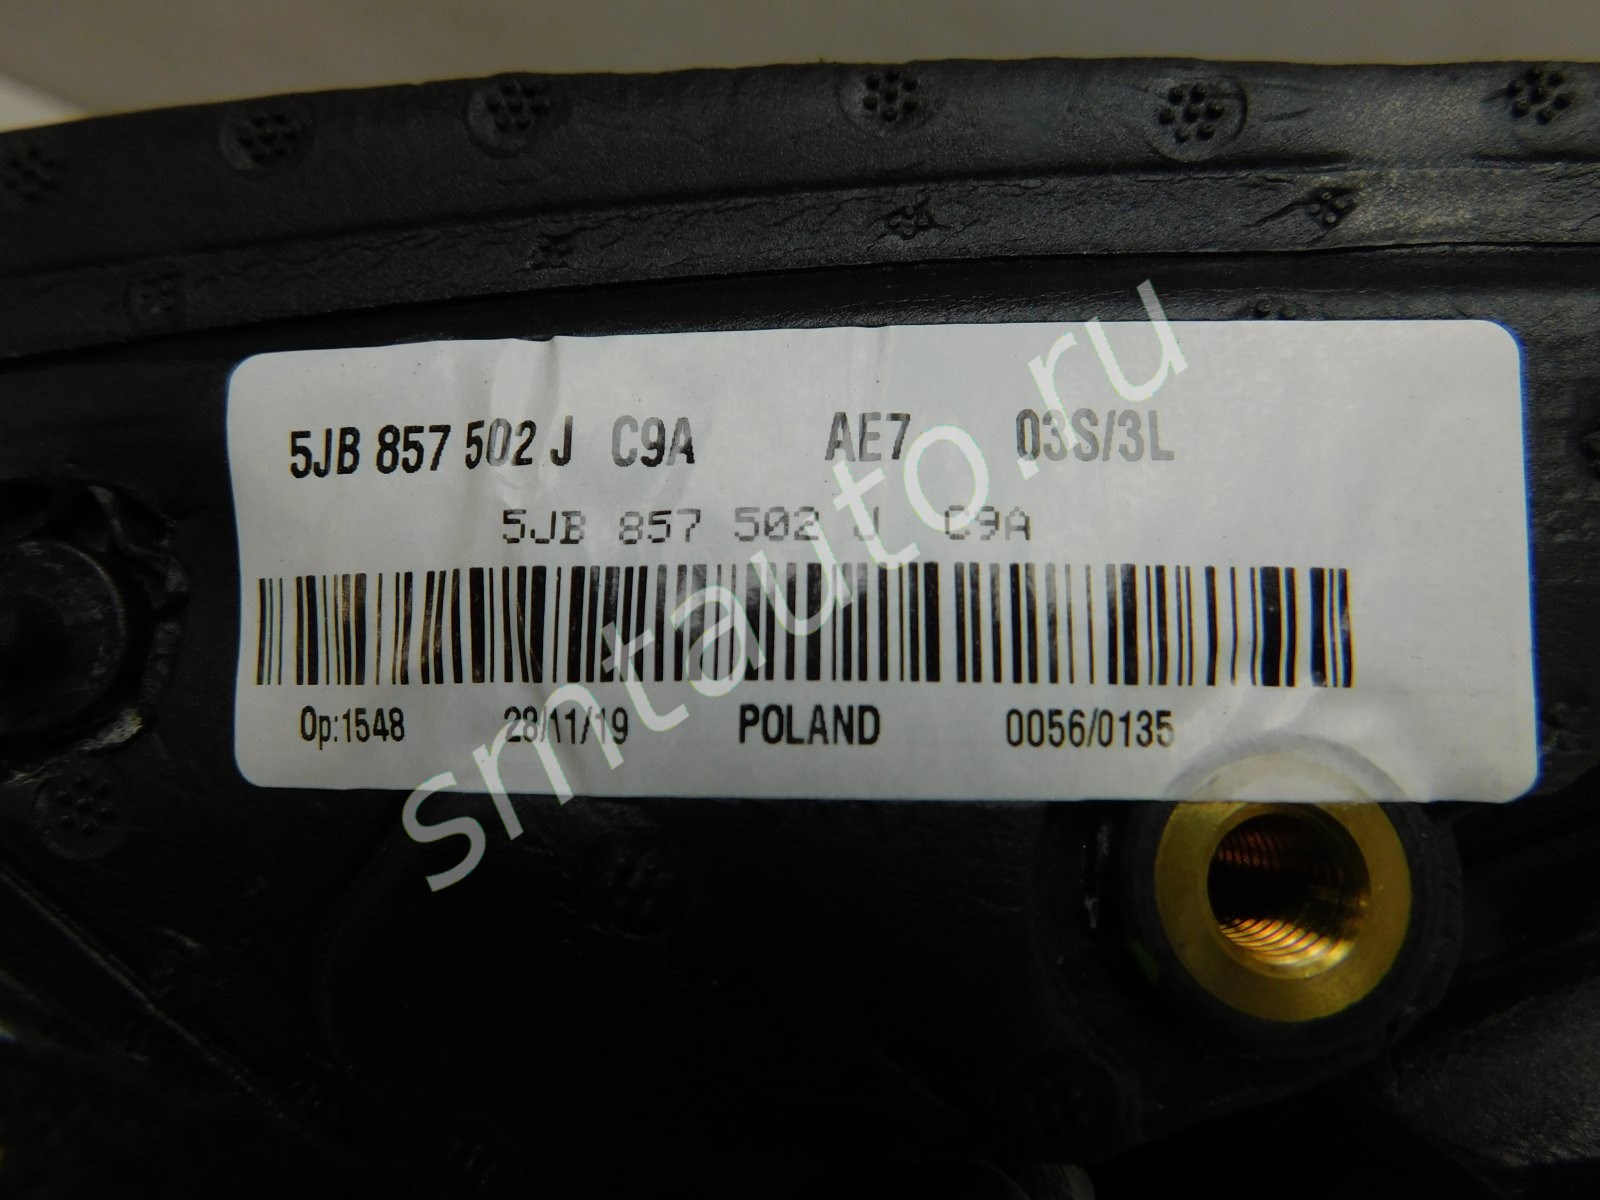 5JB 857 502 J C9A AE7 03S/3L
5JB 857 502 J C9A
Op:1548 28/11/19 POLAND 0056/0135
smtauto.ru